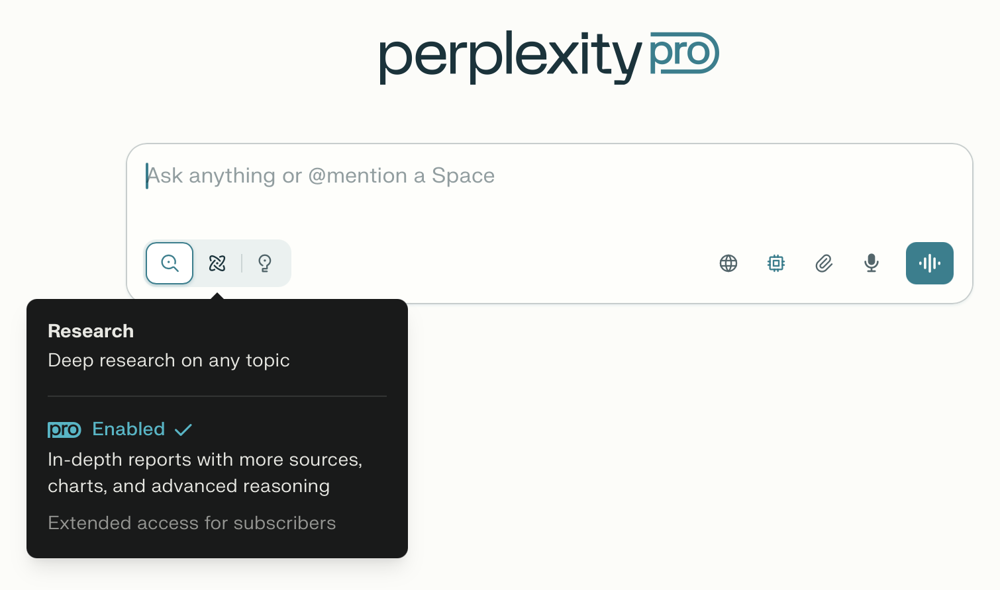 perplexity pro
Ask anything or @mention a Space
Research
Deep research on any topic
pro Enabled
In-depth reports with more sources,
charts, and advanced reasoning
Extended access for subscribers